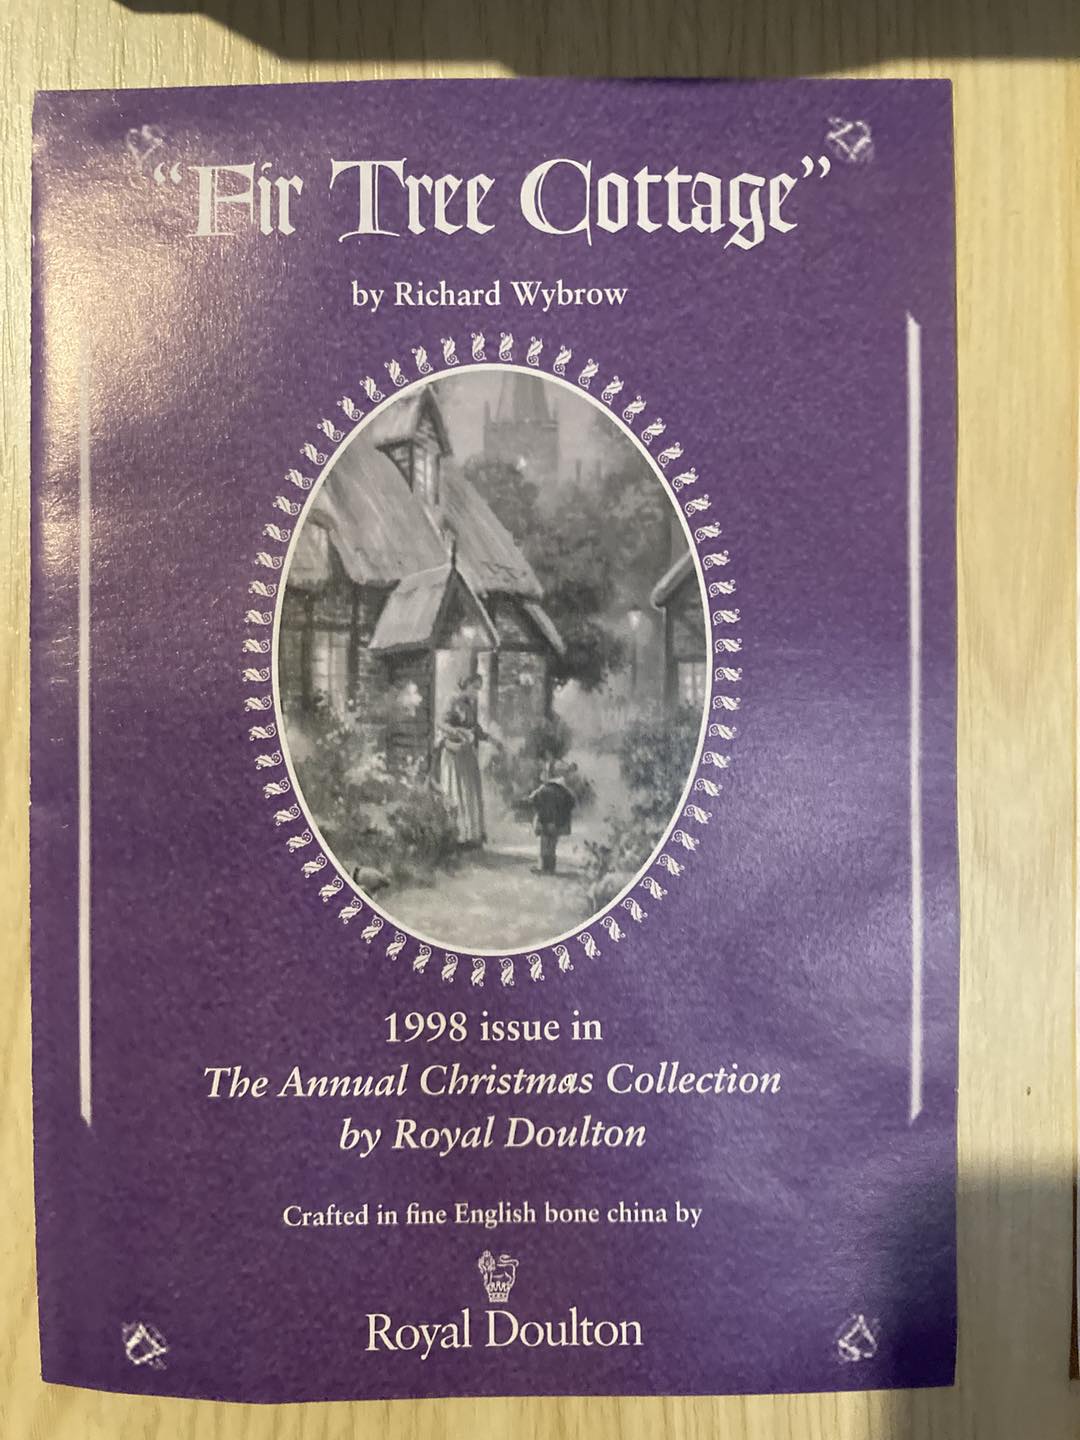 "Fir Tree Cottage"
by Richard Wybrow
1998 issue in
The Annual Christmas Collection
by Royal Doulton
Crafted in fine English bone china by
Royal Doulton